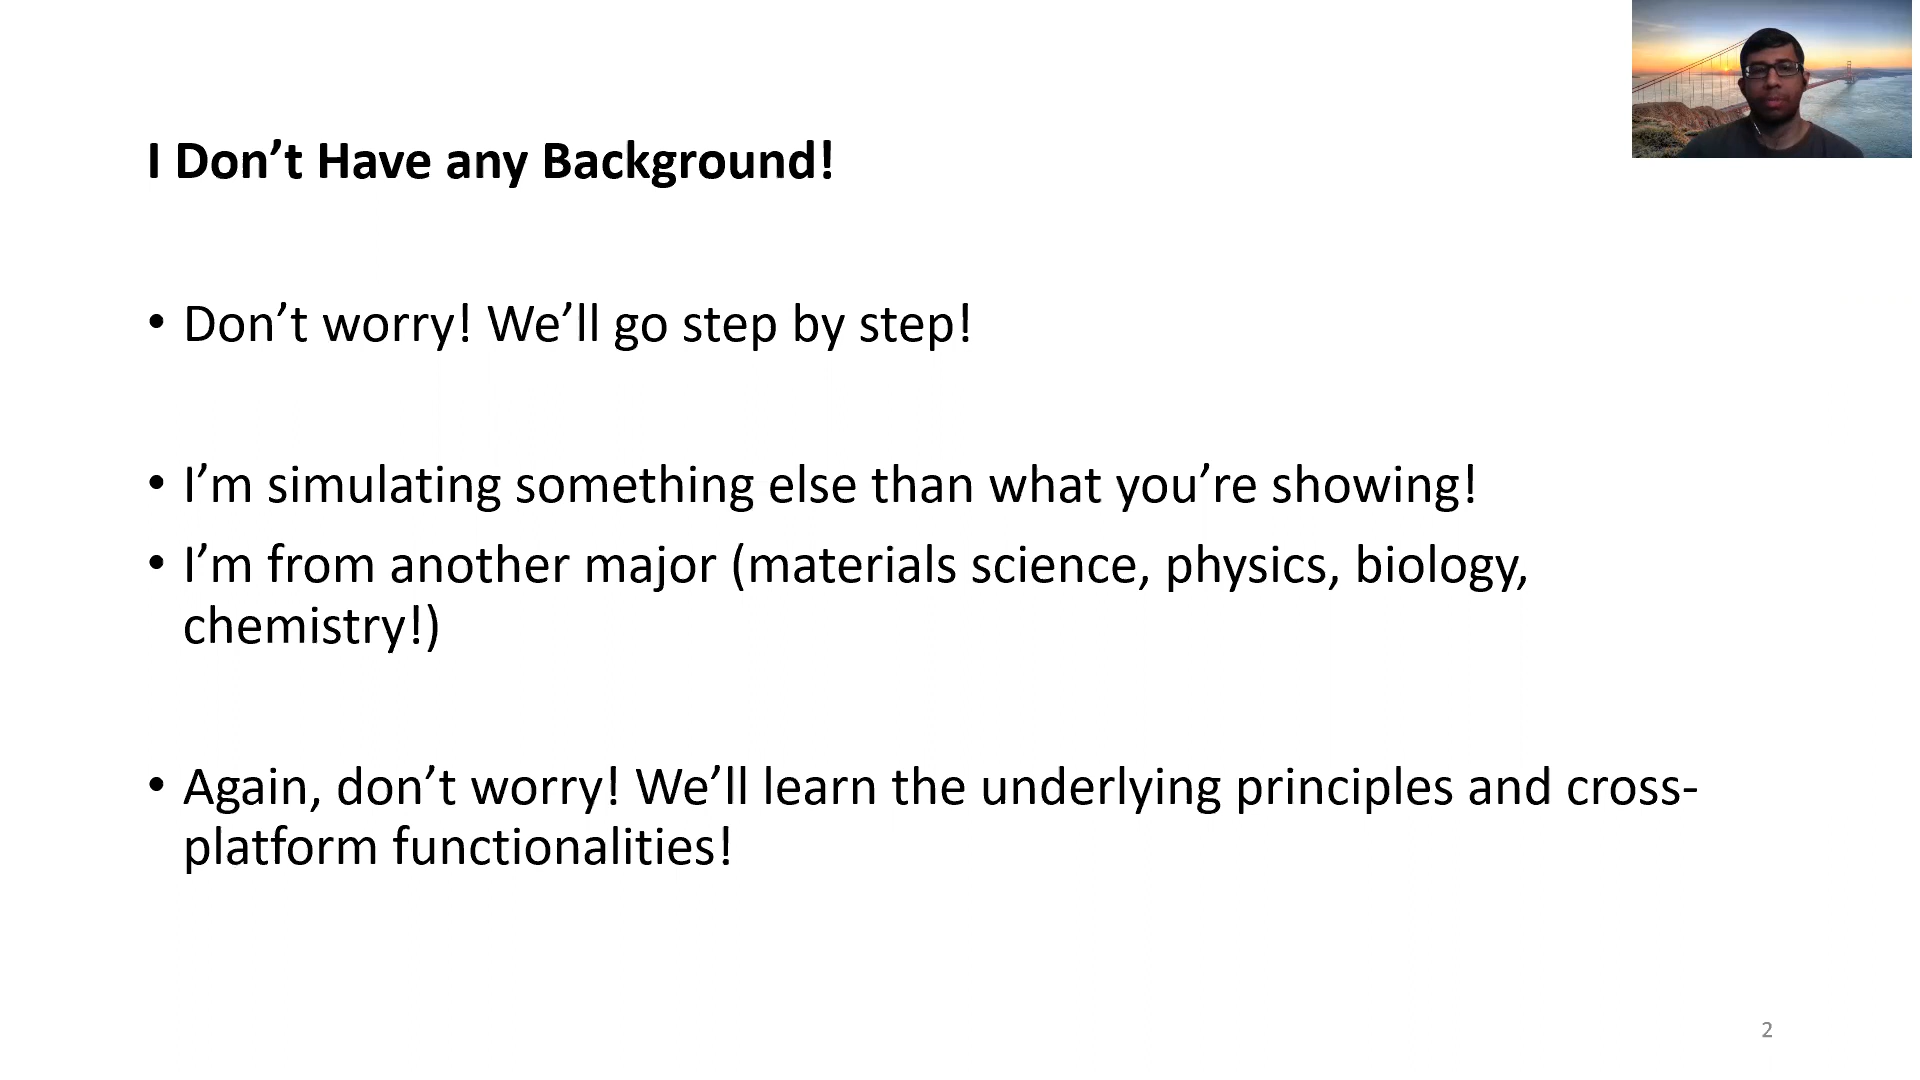 I Don’t Have any Background!
• Don’t worry! We’ll go step by step!
• I’m simulating something else than what you’re showing!
• I’m from another major (materials science, physics, biology,
chemistry!)
• Again, don’t worry! We’ll learn the underlying principles and cross-
platform functionalities!
2